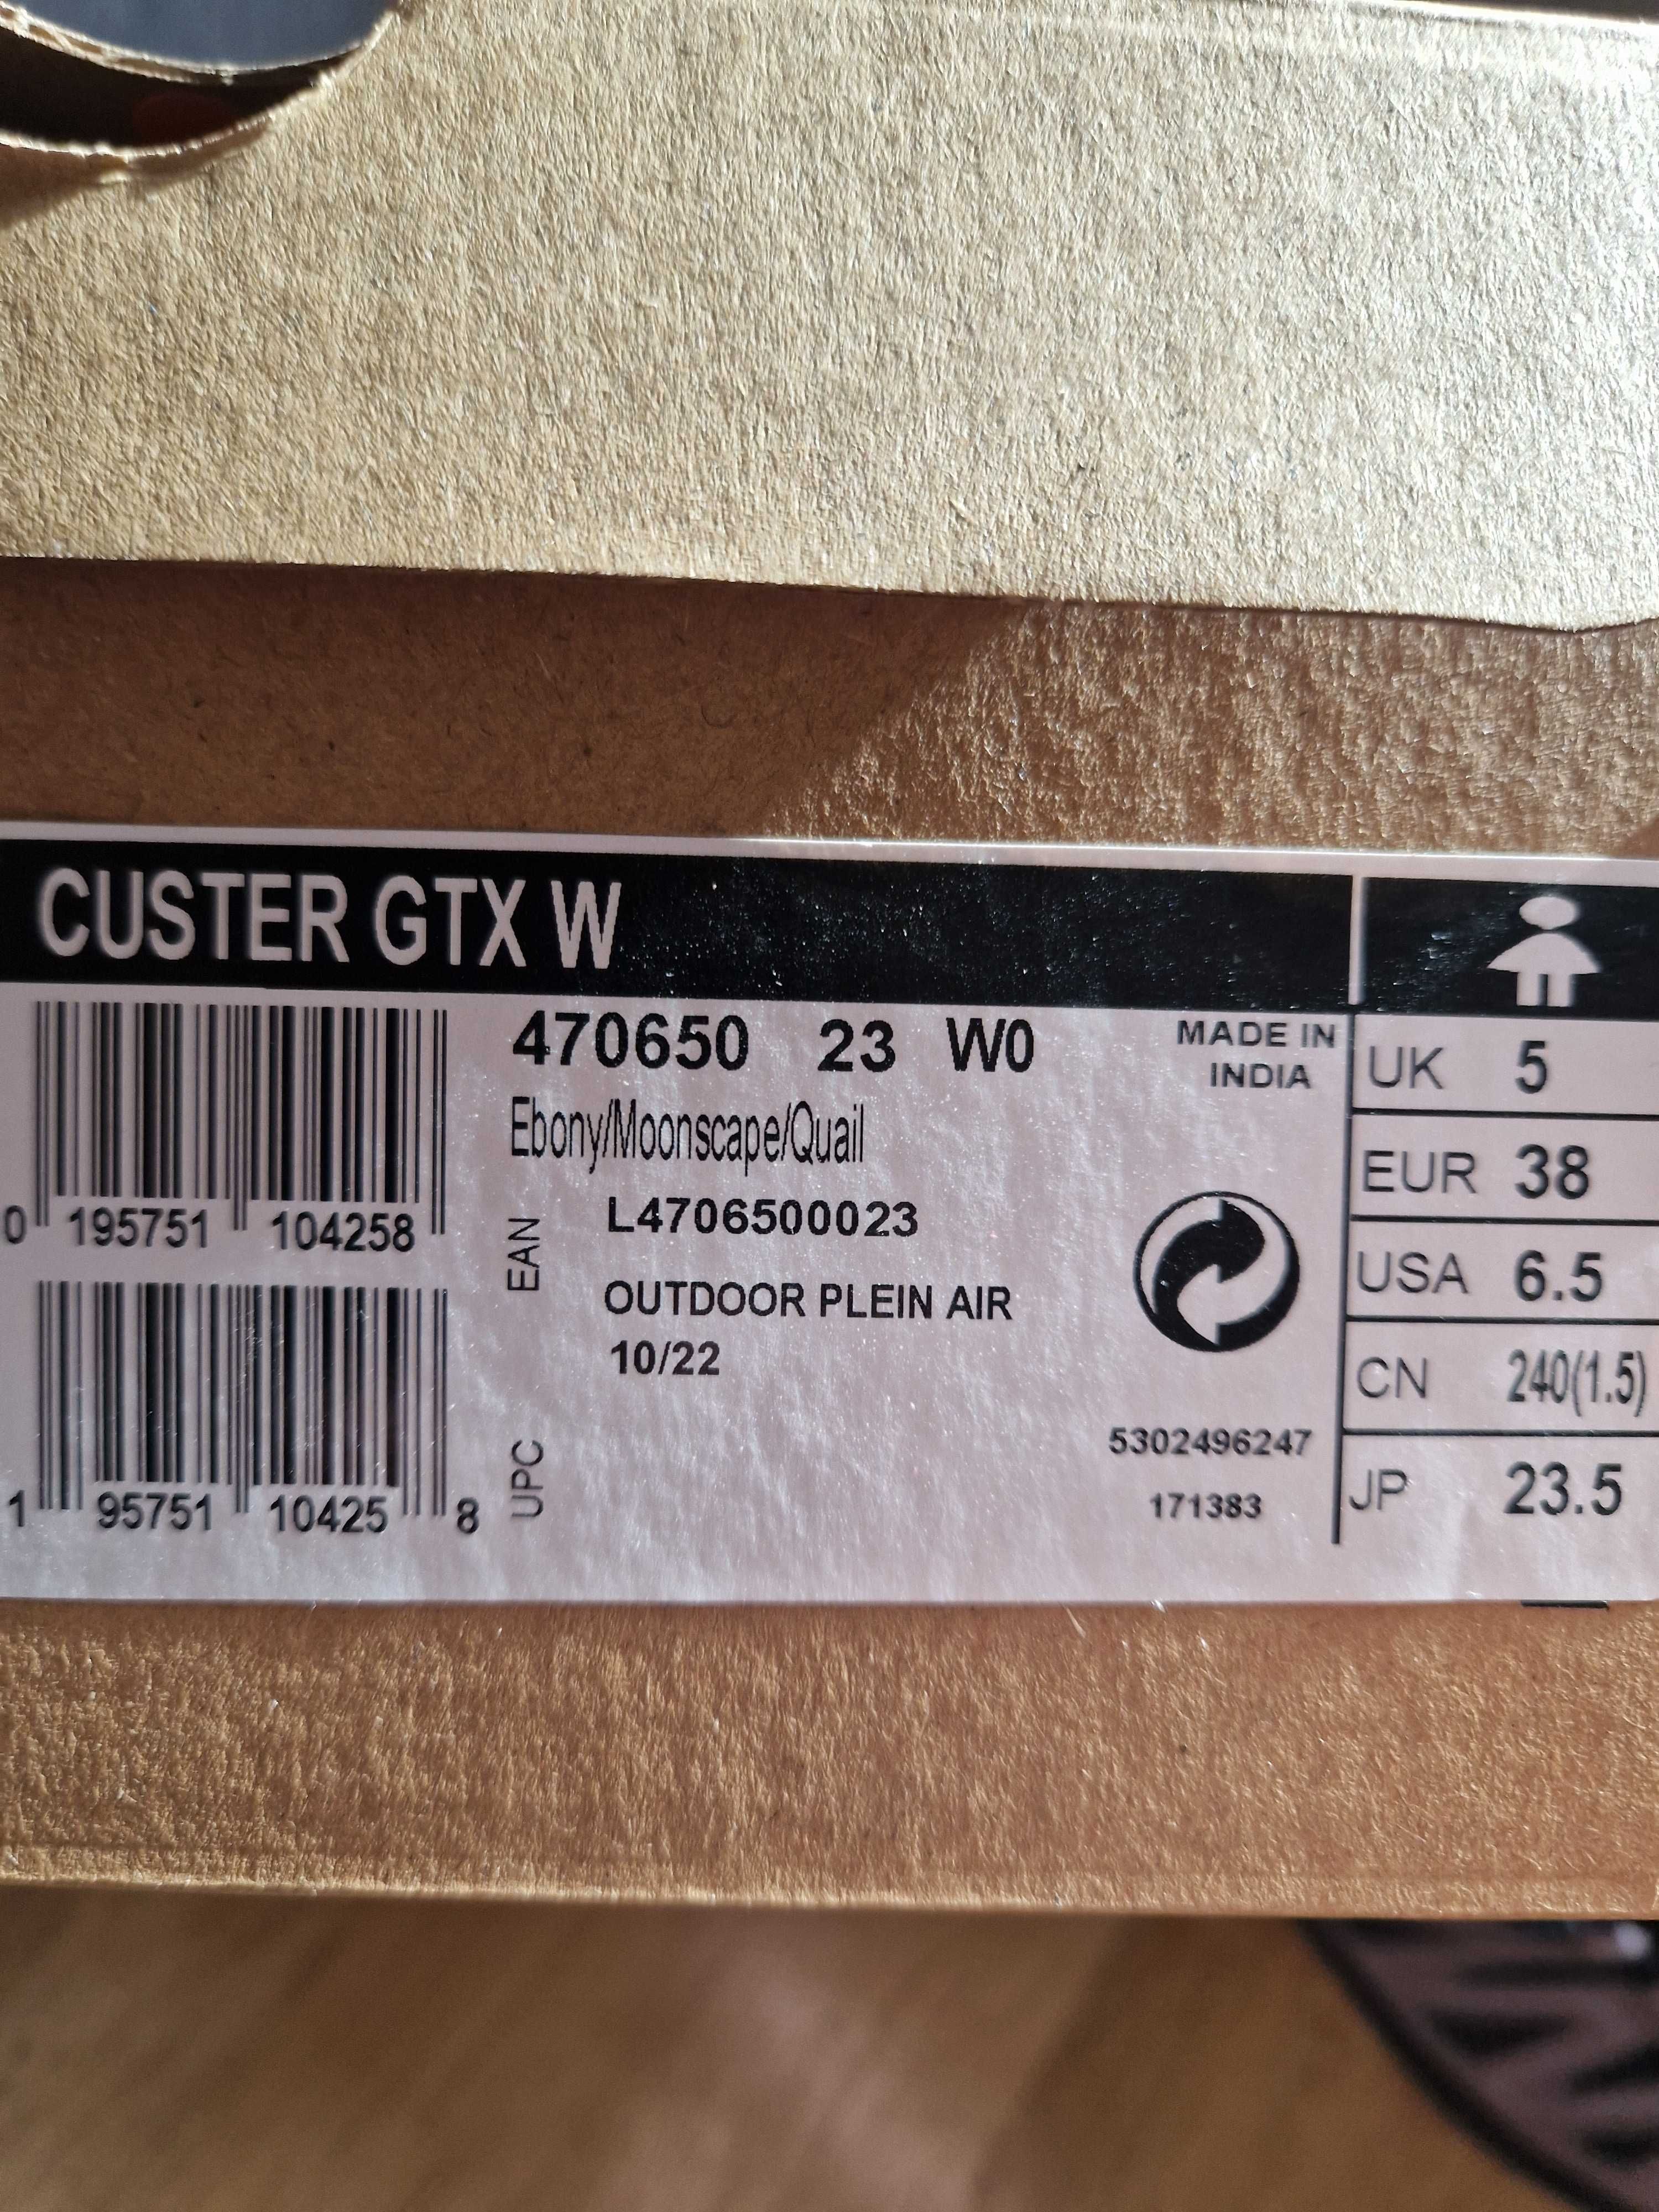 CUSTER GTX W
470650 23 W0
Ebony/Moonscape/Quail
L4706500023
OUTDOOR PLEIN AIR
10/22
0 195751 104258
EAN
1 95751 10425 8
UPC
MADE IN
INDIA
5302496247
171383
UK 5
EUR 38
USA 6.5
CN 240(1.5)
JP 23.5